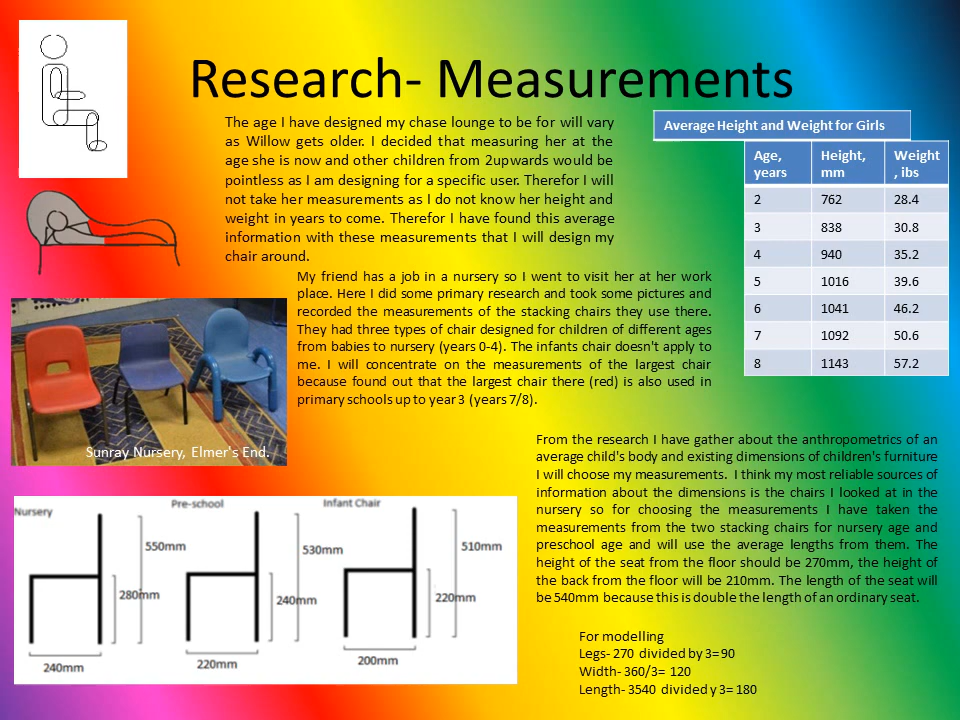 Research- Measurements
The age I have designed my chase lounge to be for will vary
as Willow gets older. I decided that measuring her at the
age she is now and other children from 2upwards would be
pointless as I am designing for a specific user. Therefor I will
not take her measurements as I do not know her height and
weight in years to come. Therefor I have found this average
information with these measurements that I will design my
chair around.
Average Height and Weight for Girls
Age, years Height, mm Weight , ibs
2 762 28.4
3 838 30.8
4 940 35.2
5 1016 39.6
6 1041 46.2
7 1092 50.6
8 1143 57.2
My friend has a job in a nursery so I went to visit her at her work
place. Here I did some primary research and took some pictures and
recorded the measurements of the stacking chairs they use there.
They had three types of chair designed for children of different ages
from babies to nursery (years 0-4). The infants chair doesn't apply to
me. I will concentrate on the measurements of the largest chair
because found out that the largest chair there (red) is also used in
primary schools up to year 3 (years 7/8).
Sunray Nursery, Elmer's End.
From the research I have gather about the anthropometrics of an
average child's body and existing dimensions of children's furniture
I will choose my measurements. I think my most reliable sources of
information about the dimensions is the chairs I looked at in the
nursery so for choosing the measurements I have taken the
measurements from the two stacking chairs for nursery age and
preschool age and will use the average lengths from them. The
height of the seat from the floor should be 270mm, the height of
the back from the floor will be 210mm. The length of the seat will
be 540mm because this is double the length of an ordinary seat.
Nursery
550mm
280mm
240mm
Pre-school
530mm
240mm
220mm
Infant Chair
510mm
220mm
200mm
For modelling
Legs- 270 divided by 3= 90
Width- 360/3= 120
Length- 3540 divided y 3= 180